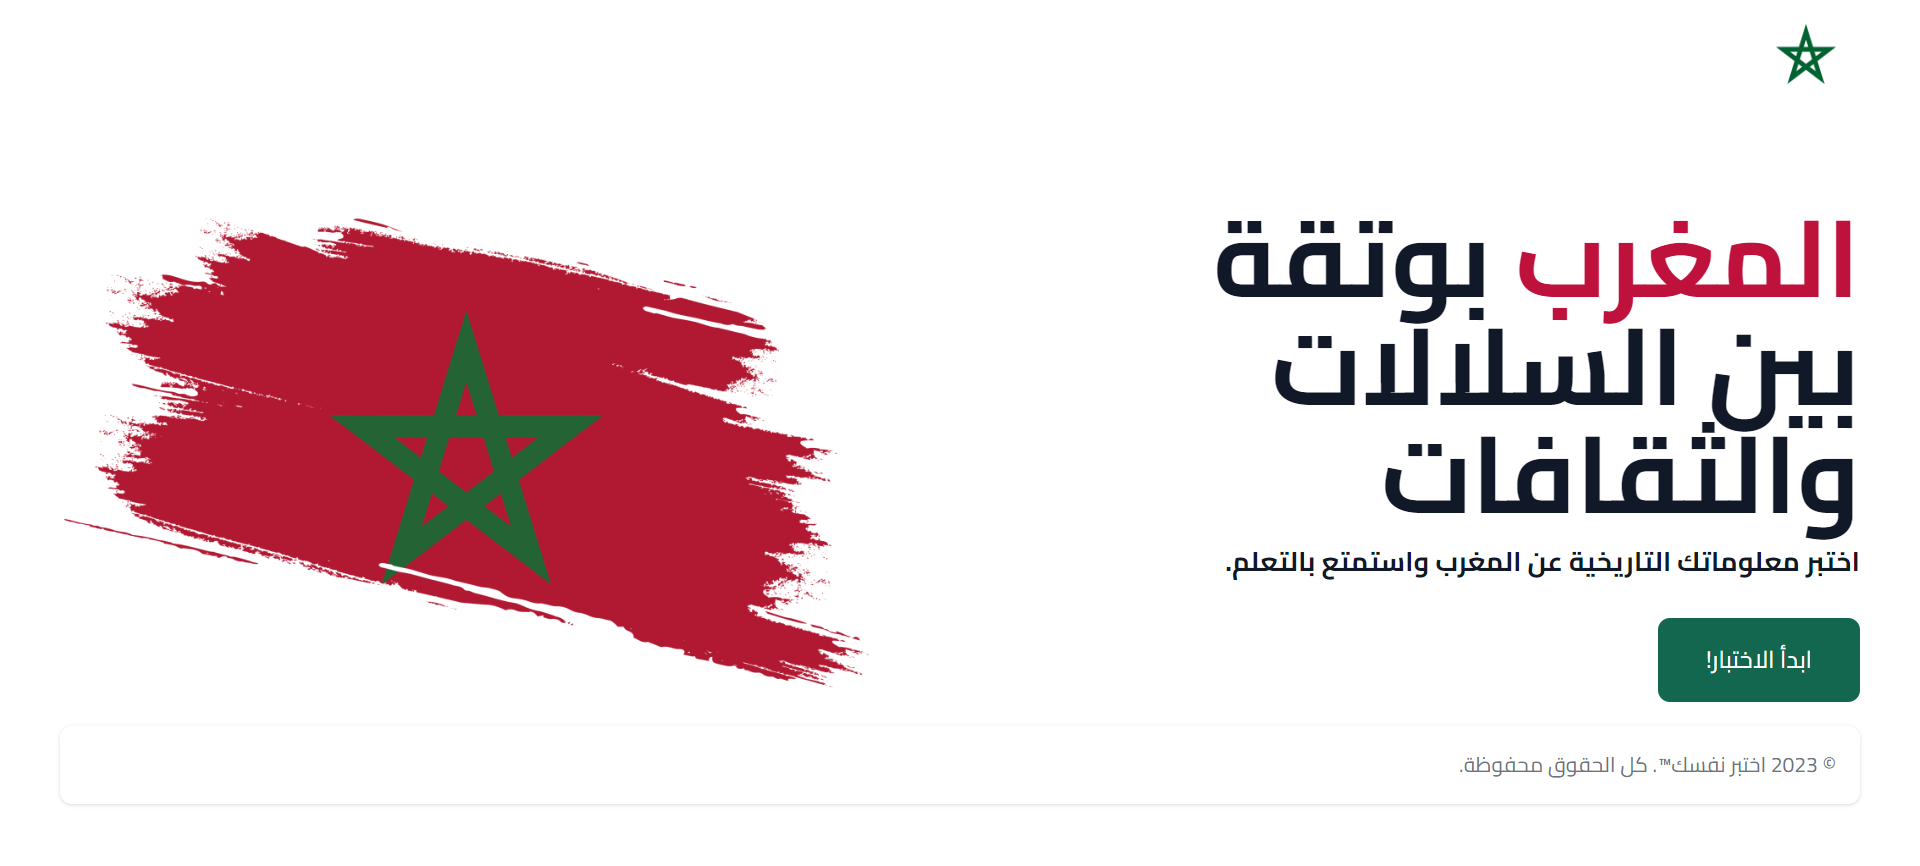 المغرب بوتقة
بين السلالات
والثقافات
اختبر معلوماتك التاريخية عن المغرب واستمتع بالتعلم.
ابدأ الاختبار!
© 2023 اختبر نفسك™. كل الحقوق محفوظة.